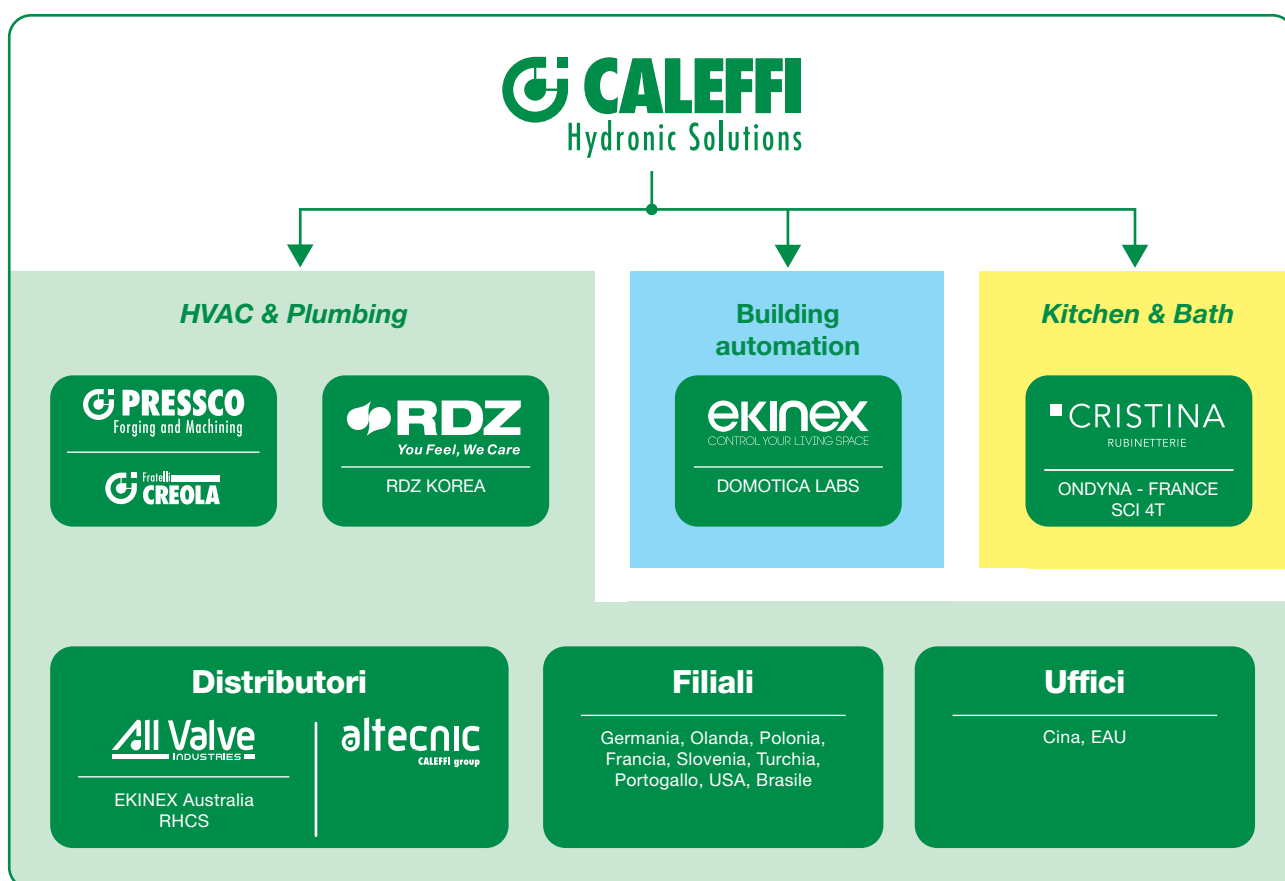 CALEFFI
Hydronic Solutions
HVAC & Plumbing
Building
automation
Kitchen & Bath
PRESSCO
Forging and Machining
Fratelli
CREOLA
RDZ
You Feel, We Care
RDZ KOREA
ekinex
CONTROL YOUR LIVING SPACE
DOMOTICA LABS
CRISTINA
RUBINETTERIE
ONDYNA - FRANCE
SCI 4T
Distributori
All Valve
INDUSTRIES
EKINEX Australia
RHCS
altecnic
CALEFFI group
Filiali
Germania, Olanda, Polonia,
Francia, Slovenia, Turchia,
Portogallo, USA, Brasile
Uffici
Cina, EAU